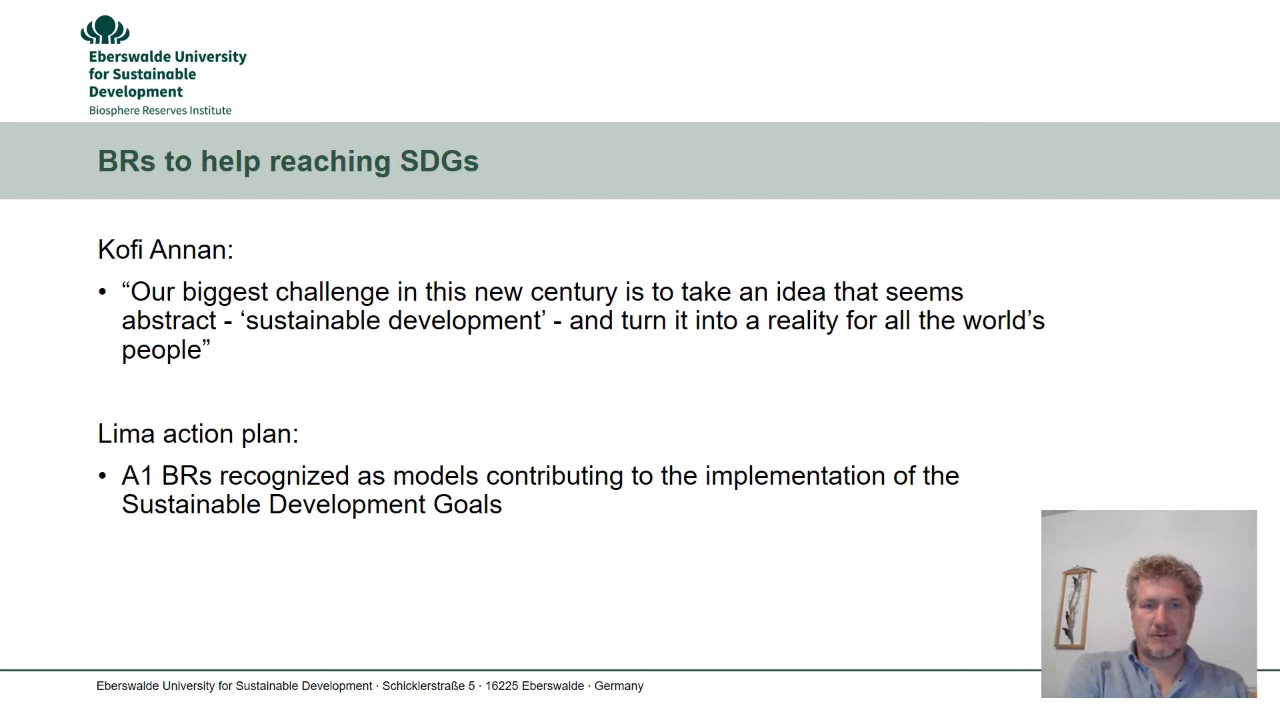 Eberswalde University
for Sustainable
Development
Biosphere Reserves Institute
BRs to help reaching SDGs
Kofi Annan:
• “Our biggest challenge in this new century is to take an idea that seems
abstract - ‘sustainable development’ - and turn it into a reality for all the world’s
people”
Lima action plan:
• A1 BRs recognized as models contributing to the implementation of the
Sustainable Development Goals
Eberswalde University for Sustainable Development · Schicklerstraße 5 · 16225 Eberswalde · Germany